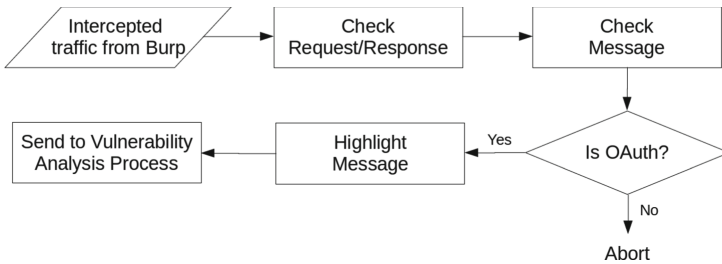 Intercepted
traffic from Burp
Check
Request/Response
Check
Message
Is OAuth?
Yes
Highlight
Message
Send to Vulnerability
Analysis Process
No
Abort